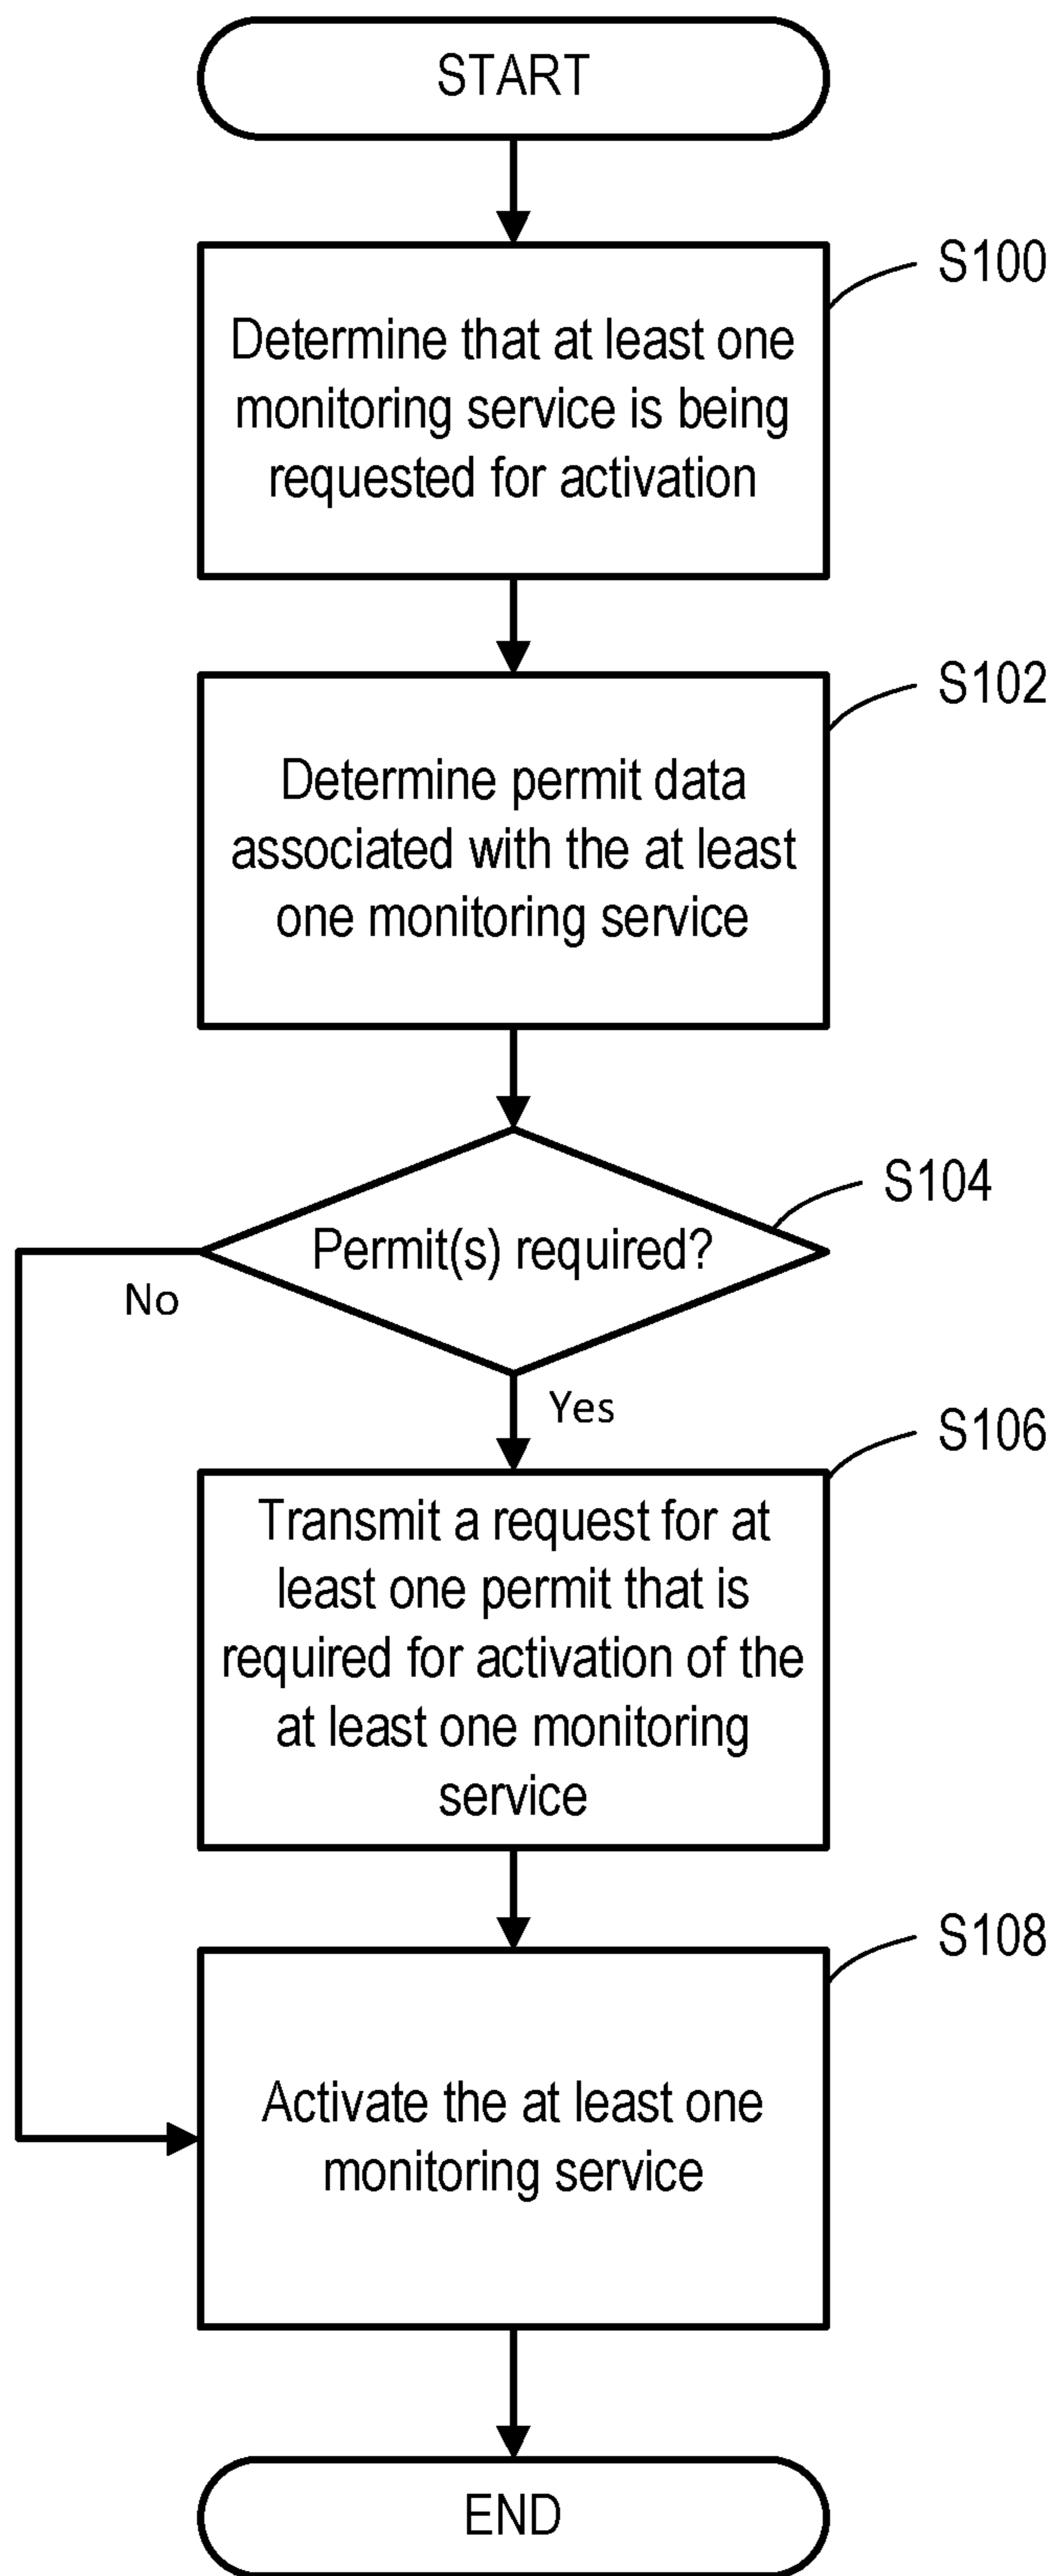 START
S100
Determine that at least one
monitoring service is being
requested for activation
S102
Determine permit data
associated with the at least
one monitoring service
S104
Permit(s) required?
No
Yes
S106
Transmit a request for at
least one permit that is
required for activation of the
at least one monitoring
service
S108
Activate the at least one
monitoring service
END